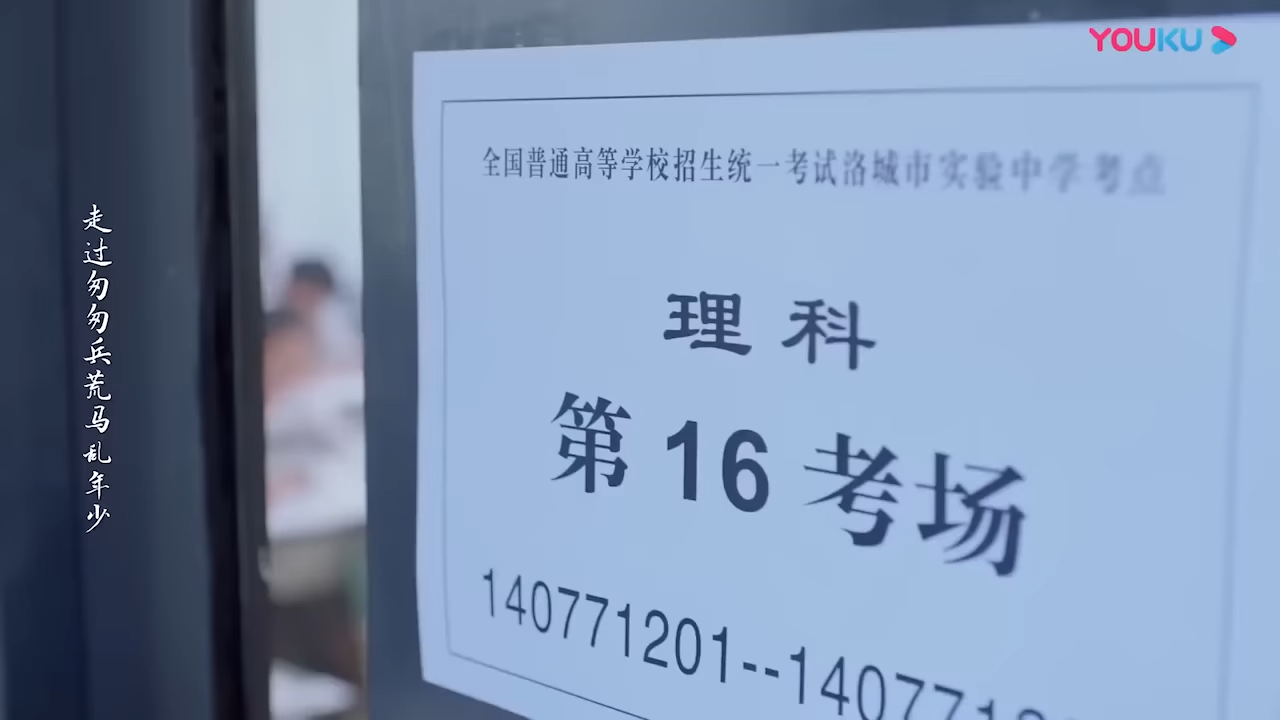 YOUKU
全国普通高等学校招生统一考试洛城市实验中学考点
走过匆匆兵荒马乱年少
理科
第16考场
140771201--1407712